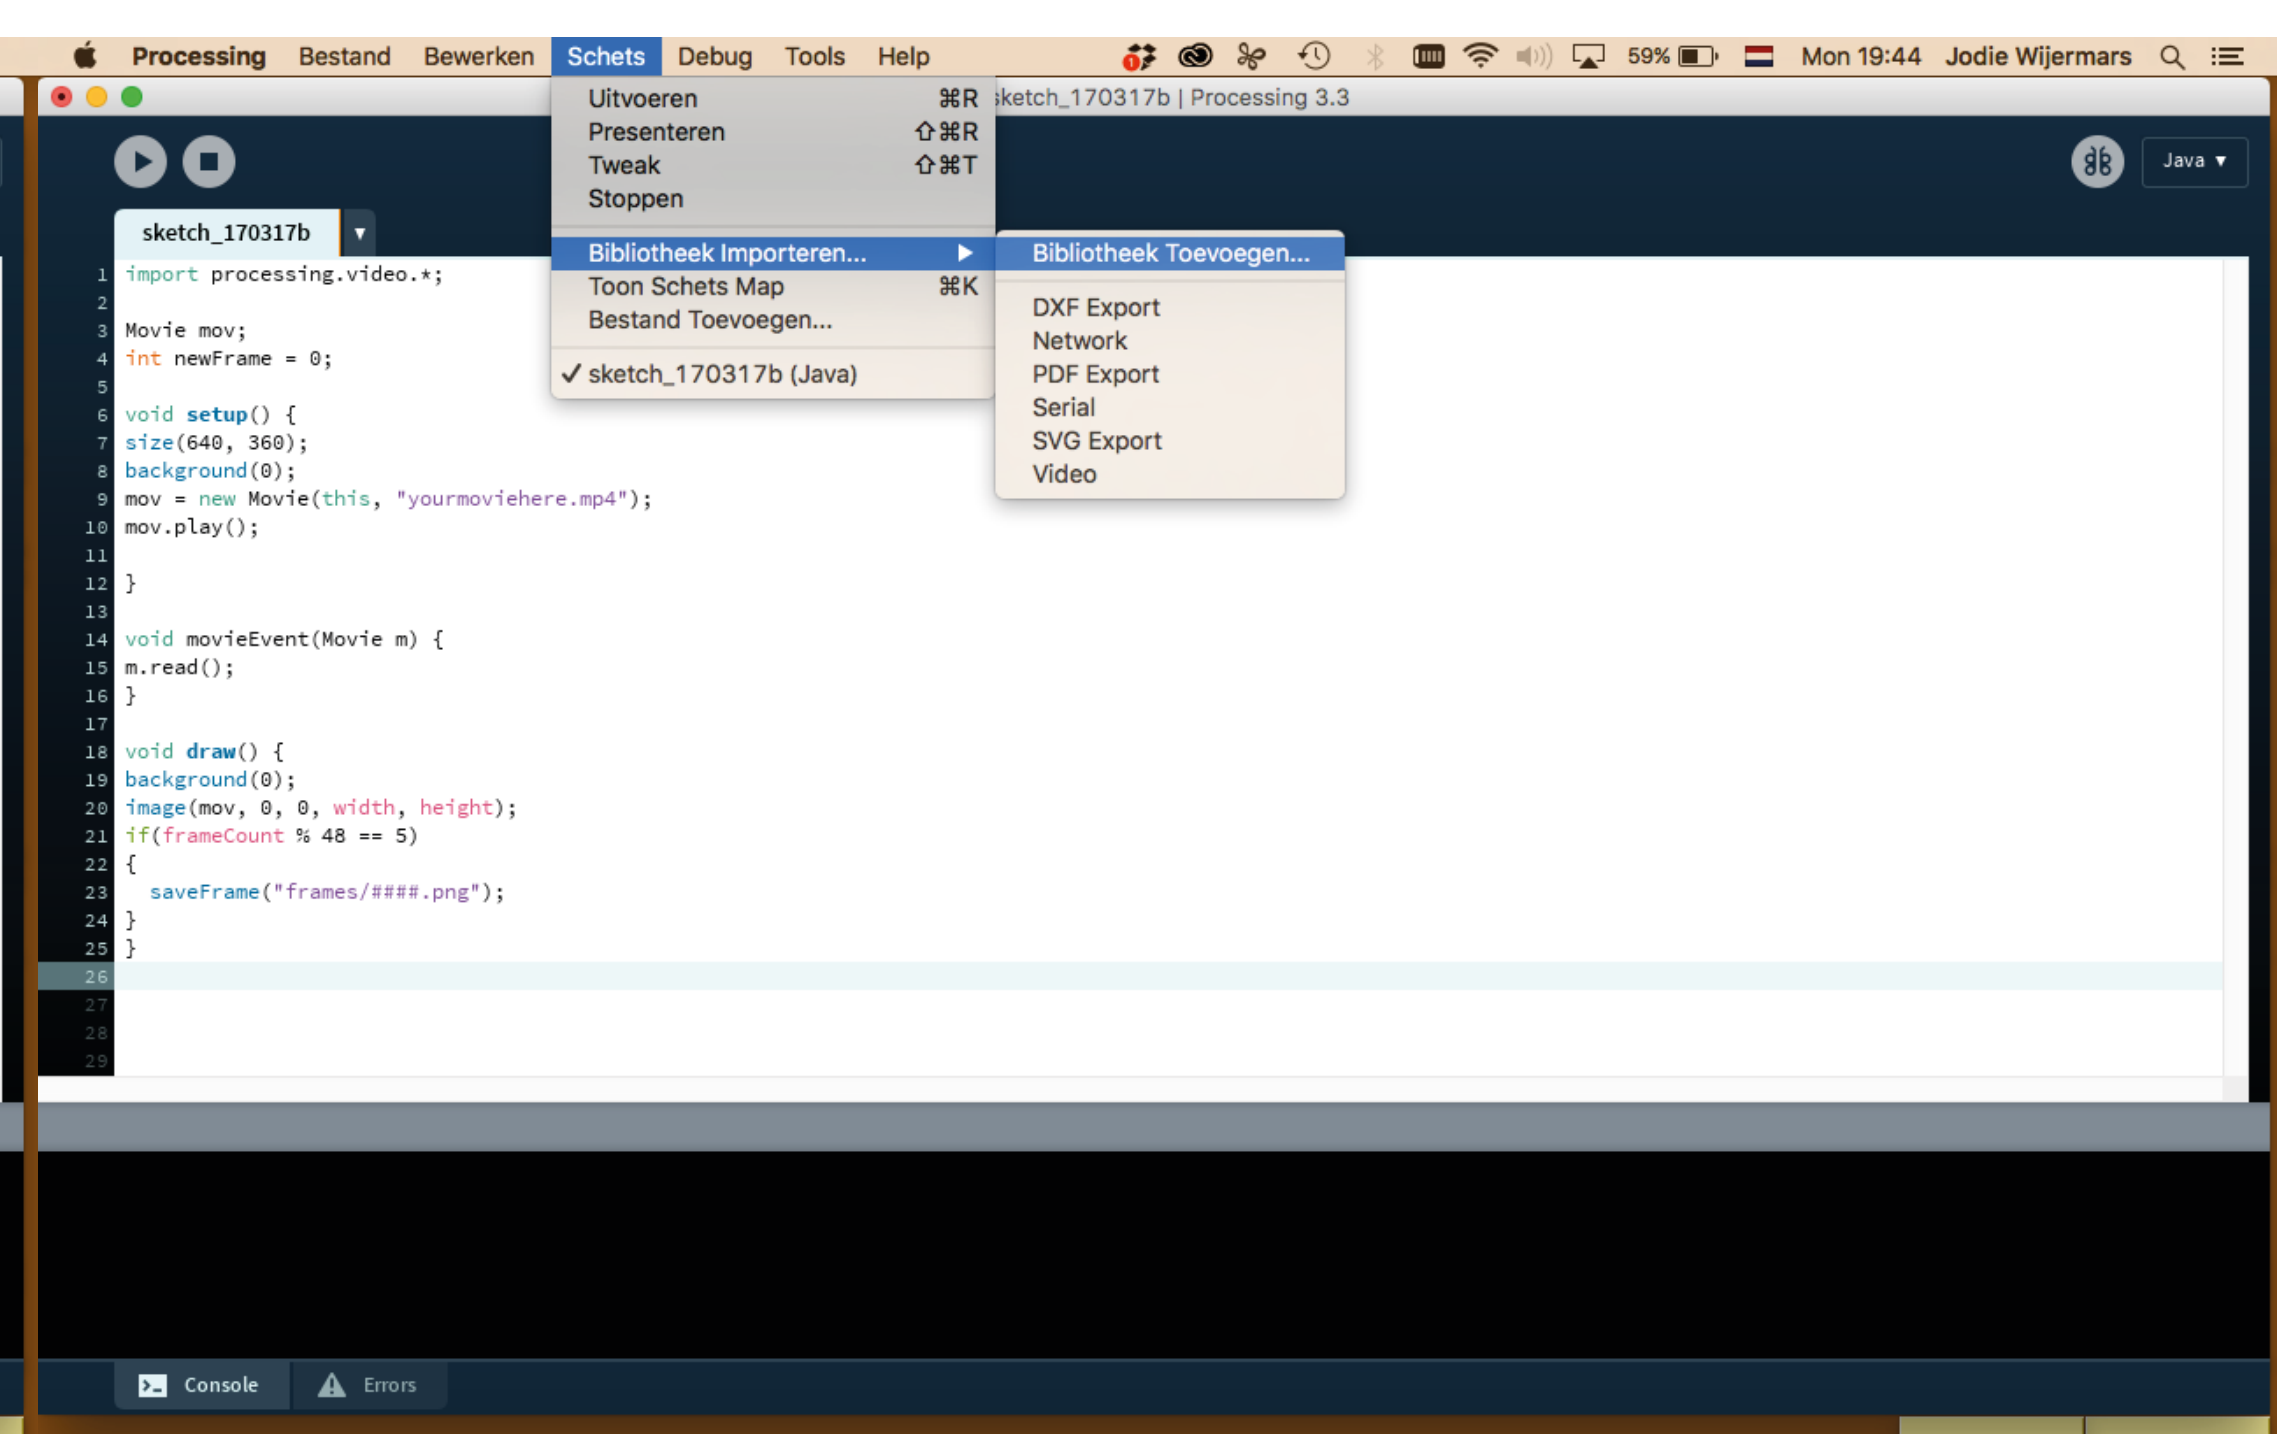 Processing Bestand Bewerken Schets Debug Tools Help 1 59% Mon 19:44 Jodie Wijermars
sketch_170317b | Processing 3.3
Uitvoeren ⌘R
Presenteren ⇧⌘R
Tweak ⇧⌘T
Stoppen
Bibliotheek Importeren... ▶
Toon Schets Map ⌘K
Bestand Toevoegen...
✓ sketch_170317b (Java)
Bibliotheek Toevoegen...
DXF Export
Network
PDF Export
Serial
SVG Export
Video
Java ▼
sketch_170317b ▼
1 import processing.video.*;
2
3 Movie mov;
4 int newFrame = 0;
5
6 void setup() {
7 size(640, 360);
8 background(0);
9 mov = new Movie(this, "yourmoviehere.mp4");
10 mov.play();
11
12 }
13
14 void movieEvent(Movie m) {
15 m.read();
16 }
17
18 void draw() {
19 background(0);
20 image(mov, 0, 0, width, height);
21 if(frameCount % 48 == 5)
22 {
23 saveFrame("frames/####.png");
24 }
25 }
26
27
28
29
Console Errors